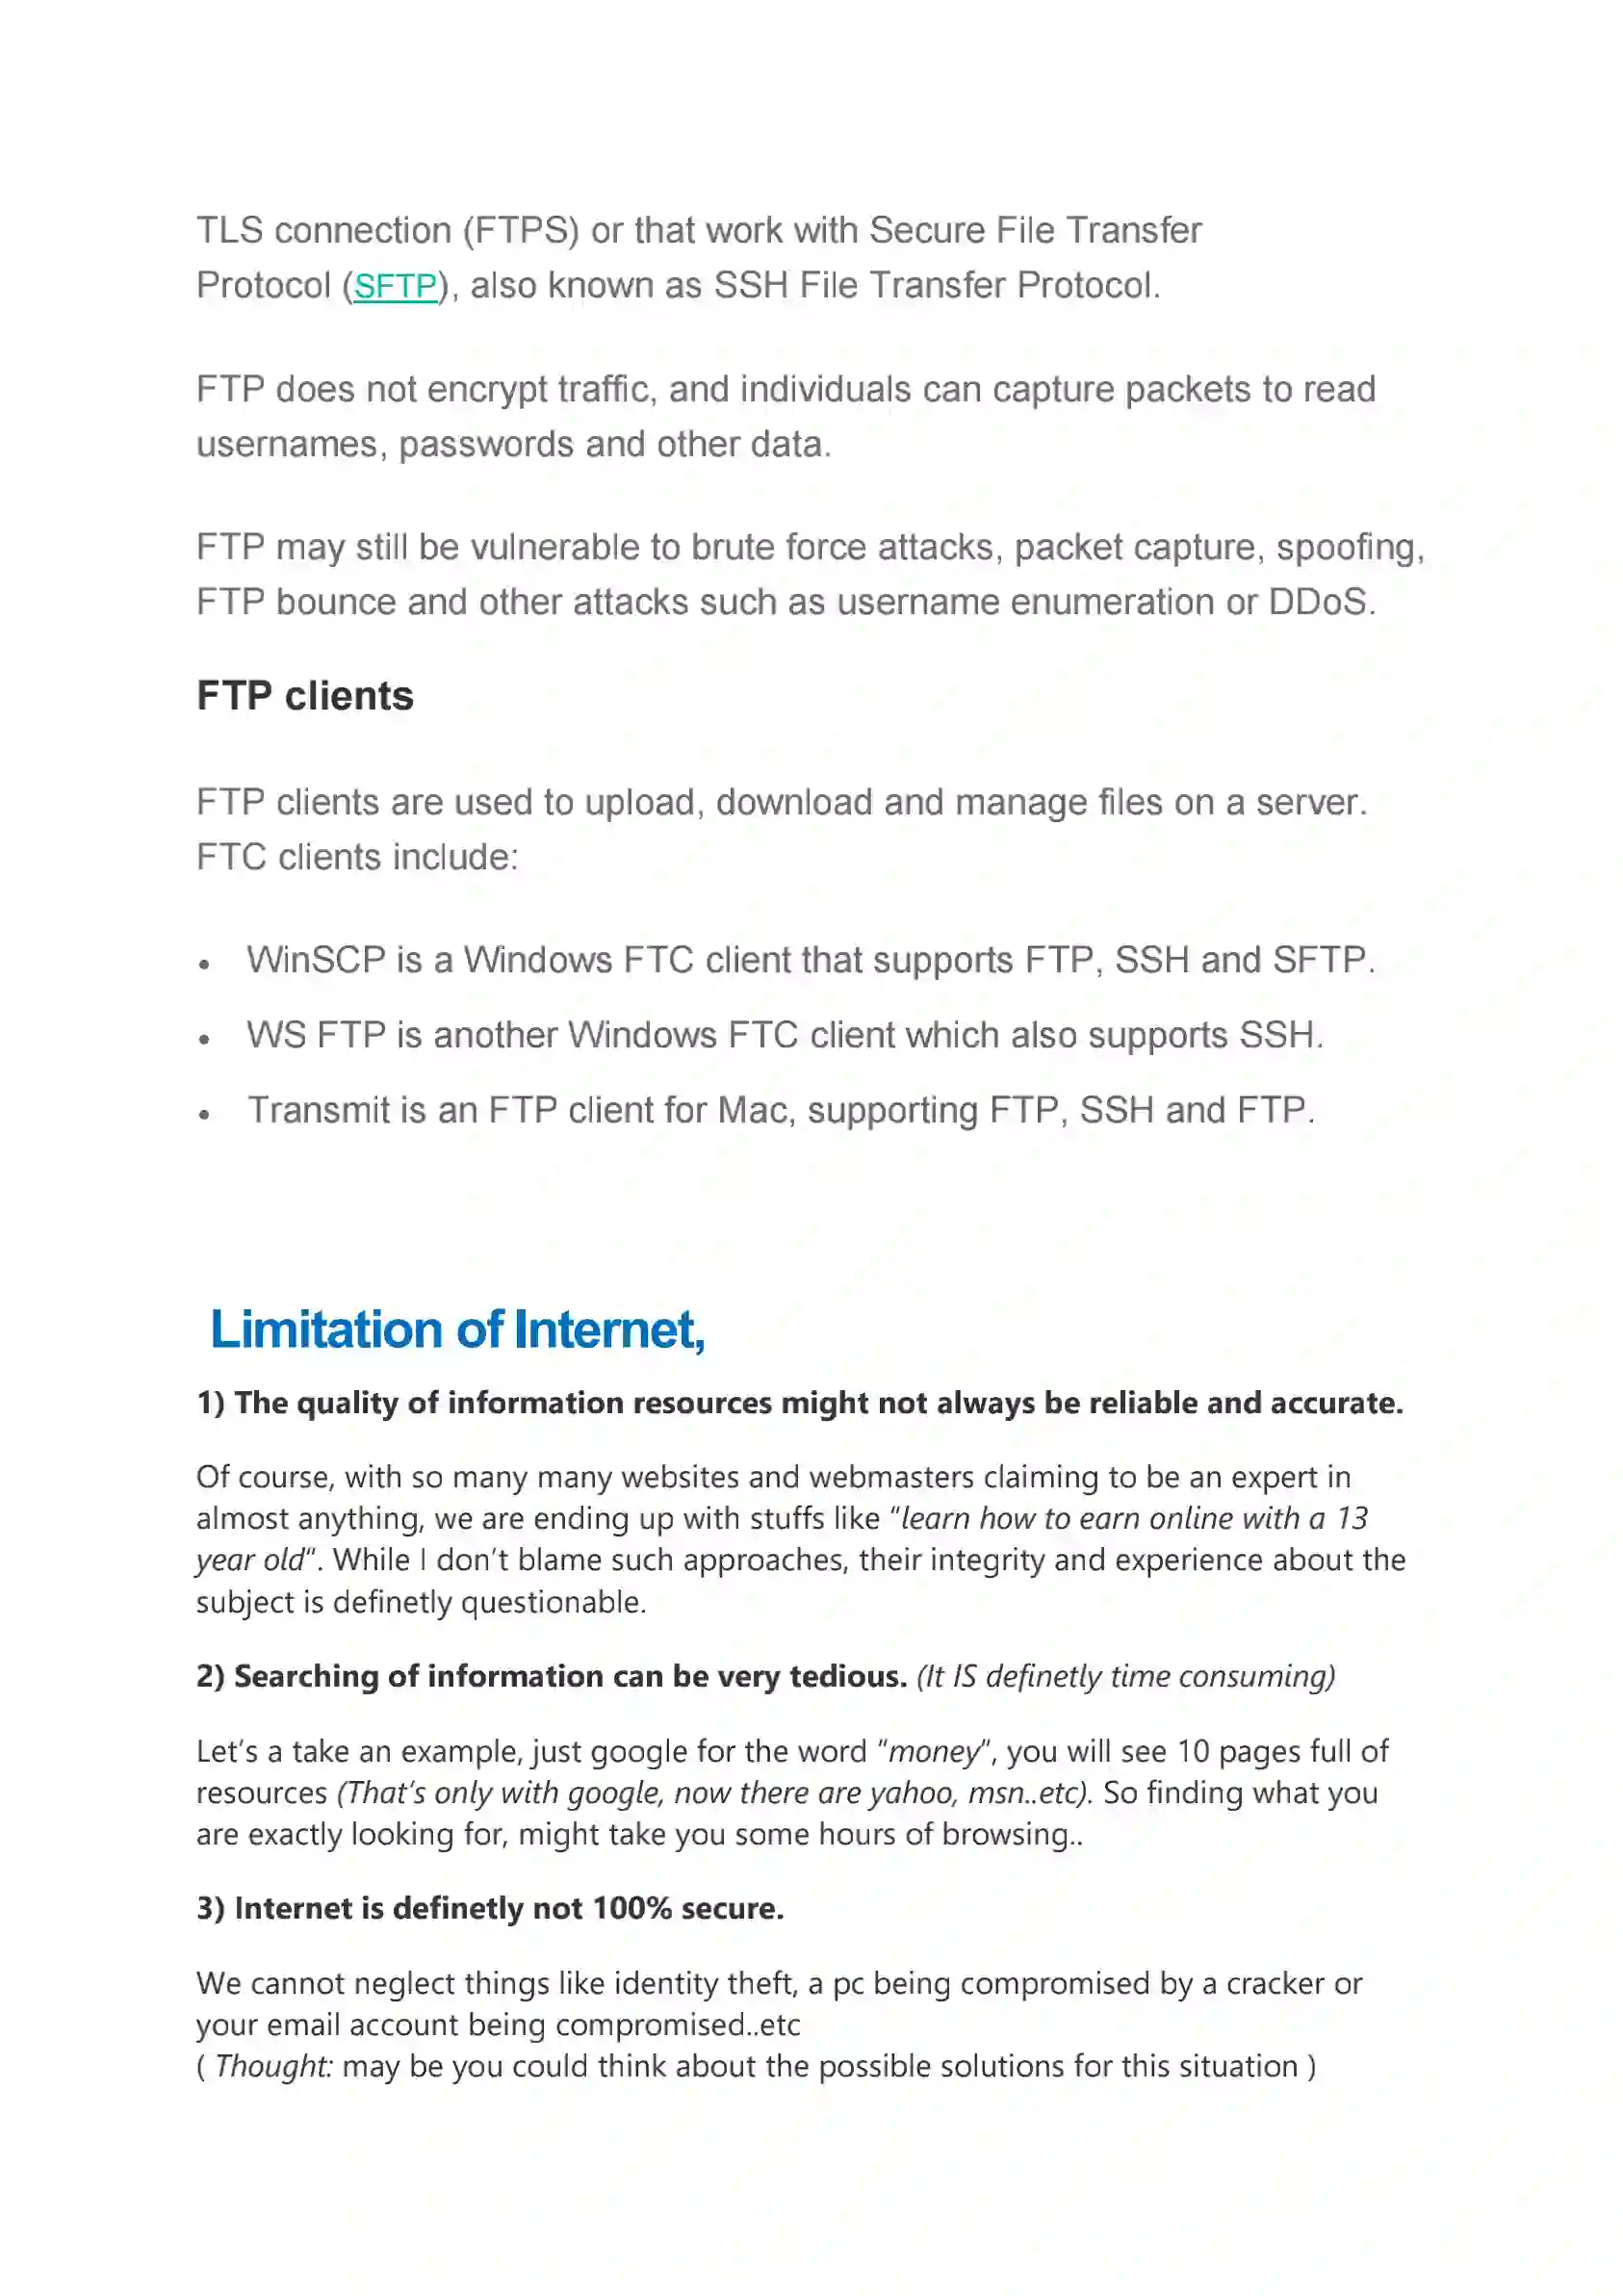 TLS connection (FTPS) or that work with Secure File Transfer
Protocol (SFTP), also known as SSH File Transfer Protocol.
FTP does not encrypt traffic, and individuals can capture packets to read
usernames, passwords and other data.
FTP may still be vulnerable to brute force attacks, packet capture, spoofing,
FTP bounce and other attacks such as username enumeration or DDoS.
FTP clients
FTP clients are used to upload, download and manage files on a server.
FTC clients include:
• WinSCP is a Windows FTC client that supports FTP, SSH and SFTP.
• WS FTP is another Windows FTC client which also supports SSH.
• Transmit is an FTP client for Mac, supporting FTP, SSH and FTP.
Limitation of Internet,
1) The quality of information resources might not always be reliable and accurate.
Of course, with so many many websites and webmasters claiming to be an expert in
almost anything, we are ending up with stuffs like "learn how to earn online with a 13
year old". While I don't blame such approaches, their integrity and experience about the
subject is definetly questionable.
2) Searching of information can be very tedious. (It IS definetly time consuming)
Let's a take an example, just google for the word "money", you will see 10 pages full of
resources (That's only with google, now there are yahoo, msn..etc). So finding what you
are exactly looking for, might take you some hours of browsing..
3) Internet is definetly not 100% secure.
We cannot neglect things like identity theft, a pc being compromised by a cracker or
your email account being compromised..etc
( Thought: may be you could think about the possible solutions for this situation )